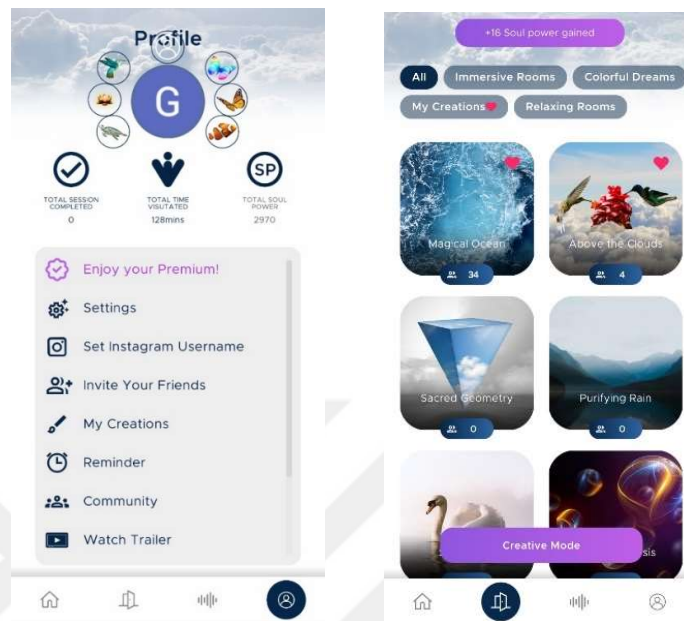 Profile
G
SP
TOTAL SESSION COMPLETED
0
TOTAL TIME VISUTATED
128mins
TOTAL SOUL POWER
2970
Enjoy your Premium!
Settings
Set Instagram Username
Invite Your Friends
My Creations
Reminder
Community
Watch Trailer
+16 Soul power gained
All
Immersive Rooms
Colorful Dreams
My Creations
Relaxing Rooms
Magical Ocean
34
Above the Clouds
4
Sacred Geometry
0
Purifying Rain
0
Creative Mode